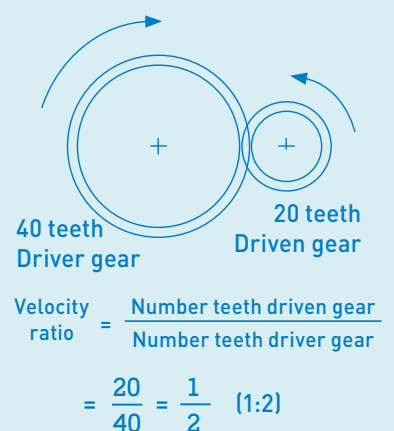 40 teeth
Driver gear
20 teeth
Driven gear
Velocity ratio = Number teeth driven gear / Number teeth driver gear
= 20/40 = 1/2 (1:2)